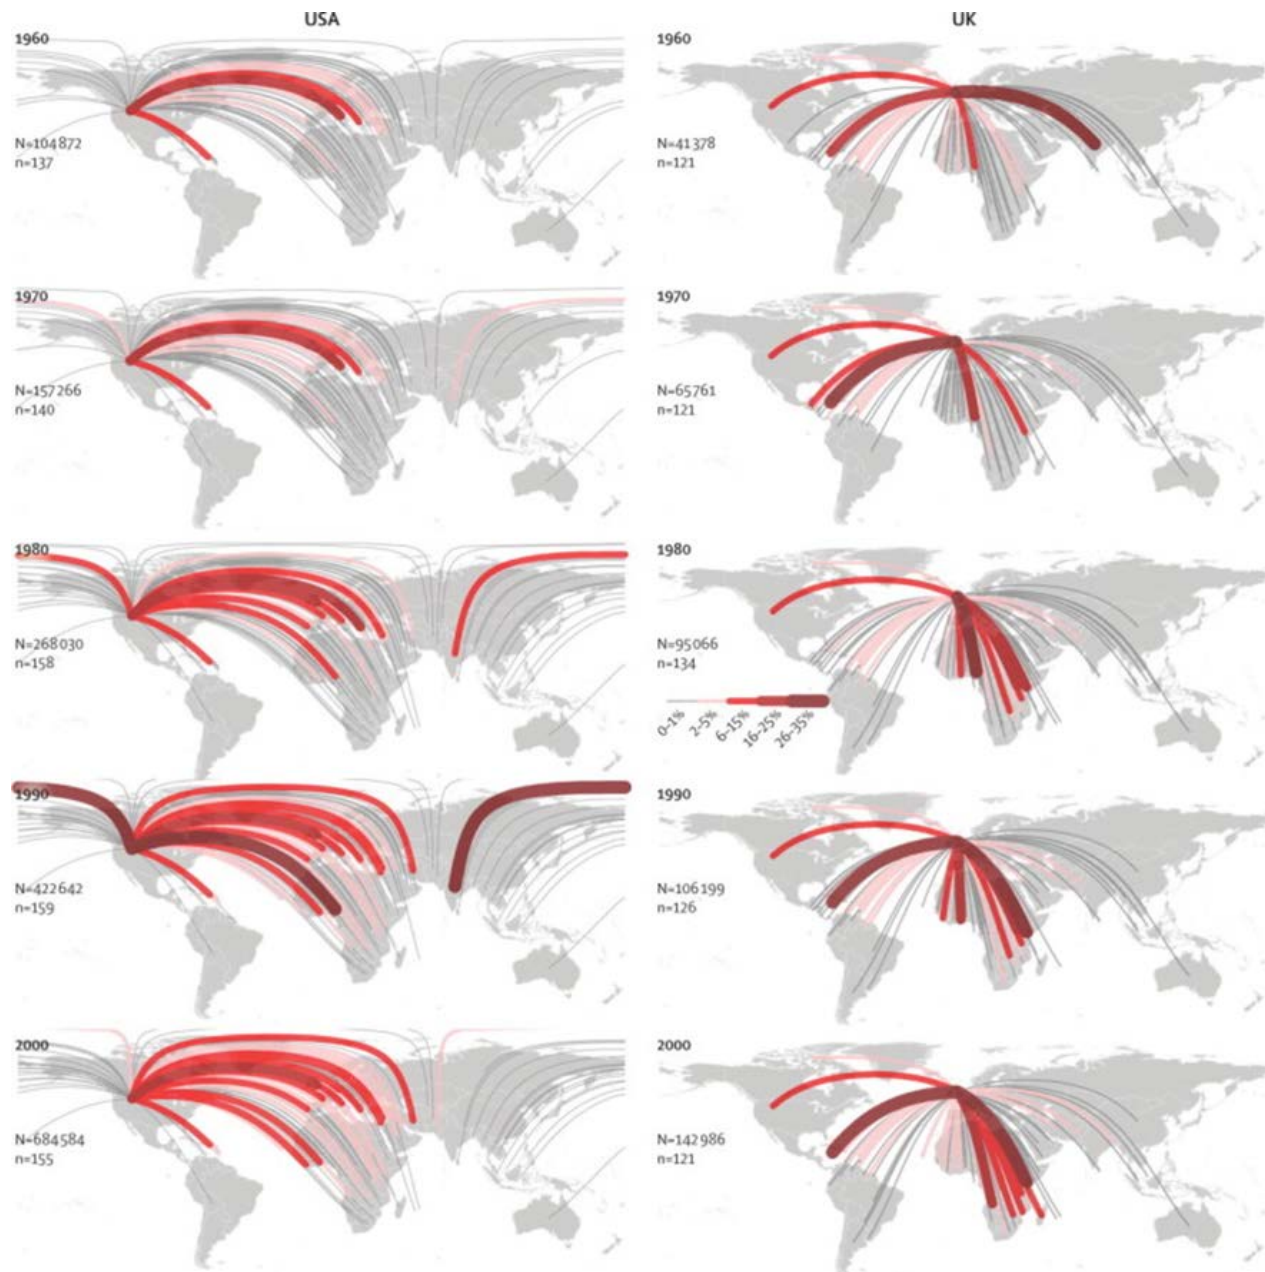 USA
UK
1960
N=104872
n=137
1960
N=41378
n=121
1970
N=157266
n=140
1970
N=65761
n=121
1980
N=268030
n=158
1980
N=95066
n=134
0–1%
2–5%
6–15%
16–25%
26–35%
1990
N=422642
n=159
1990
N=106199
n=126
2000
N=684584
n=155
2000
N=142986
n=121